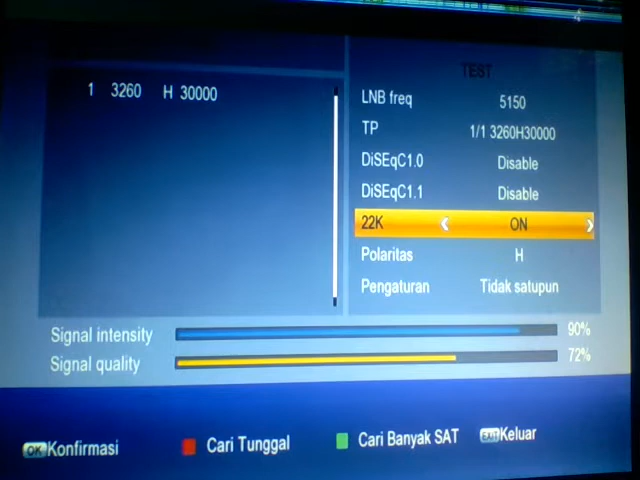 TEST
1 3260 H 30000
LNB freq 5150
TP 1/1 3260H30000
DiSEqC1.0 Disable
DiSEqC1.1 Disable
22K ON
Polaritas H
Pengaturan Tidak satupun
Signal intensity 90%
Signal quality 72%
OK Konfirmasi Cari Tunggal Cari Banyak SAT EXIT Keluar